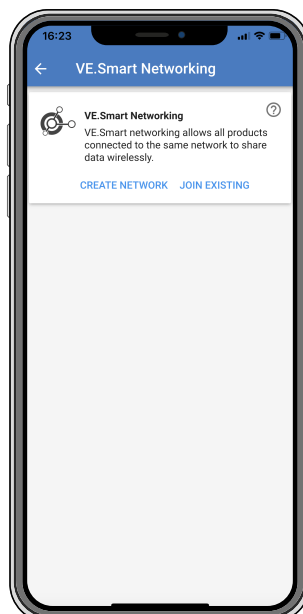 16:23
VE.Smart Networking
VE.Smart Networking
VE.Smart networking allows all products
connected to the same network to share
data wirelessly.
CREATE NETWORK JOIN EXISTING